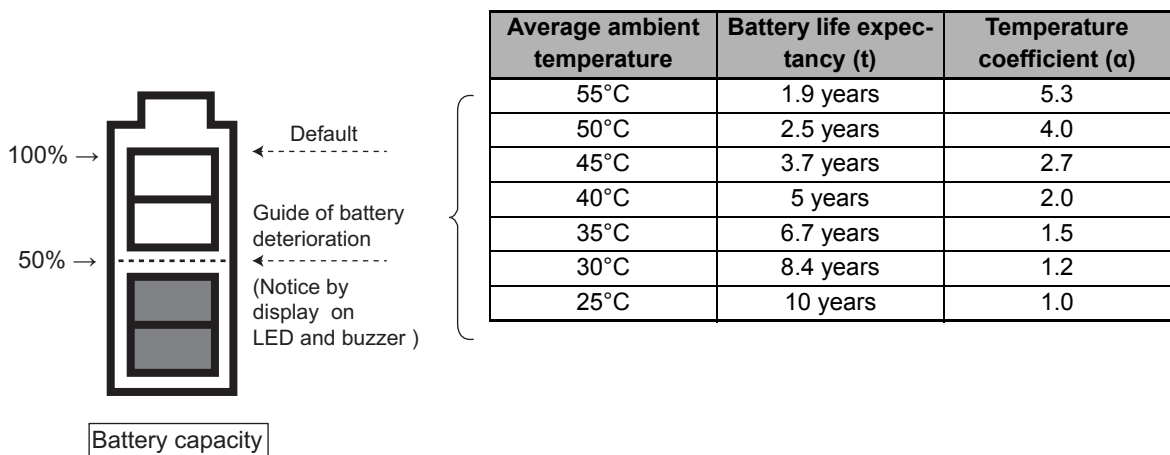 Average ambient temperature | Battery life expec-tancy (t) | Temperature coefficient (α)
55°C | 1.9 years | 5.3
50°C | 2.5 years | 4.0
45°C | 3.7 years | 2.7
40°C | 5 years | 2.0
35°C | 6.7 years | 1.5
30°C | 8.4 years | 1.2
25°C | 10 years | 1.0
100% →
Default
Guide of battery
deterioration
50% →
(Notice by
display on
LED and buzzer )
Battery capacity